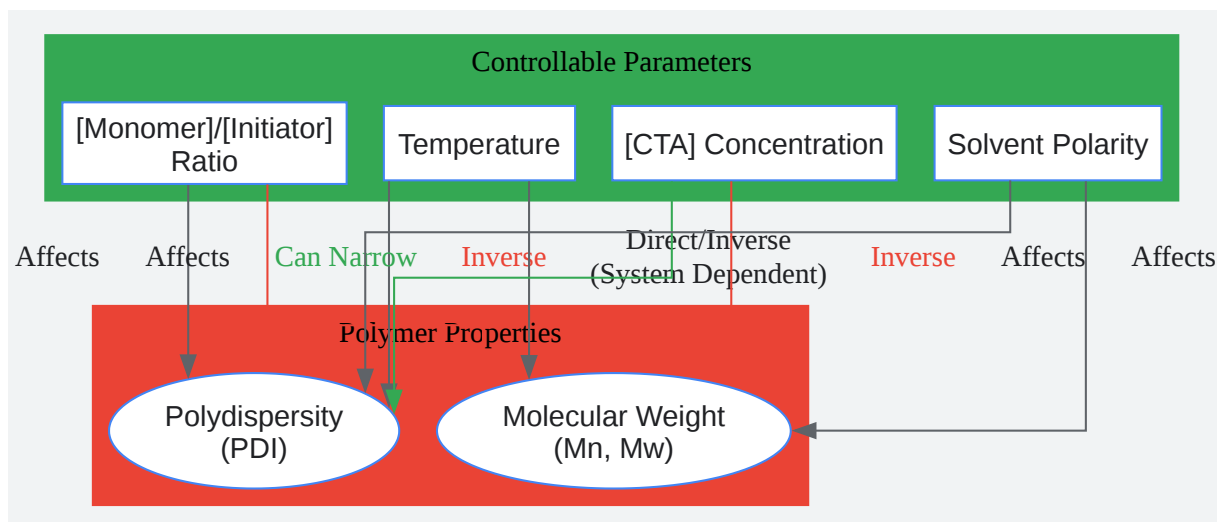 Controllable Parameters
[Monomer]/[Initiator]
Ratio
Temperature
[CTA] Concentration
Solvent Polarity
Affects
Affects
Can Narrow
Inverse
Direct/Inverse
(System Dependent)
Inverse
Affects
Affects
Polymer Properties
Polydispersity
(PDI)
Molecular Weight
(Mn, Mw)